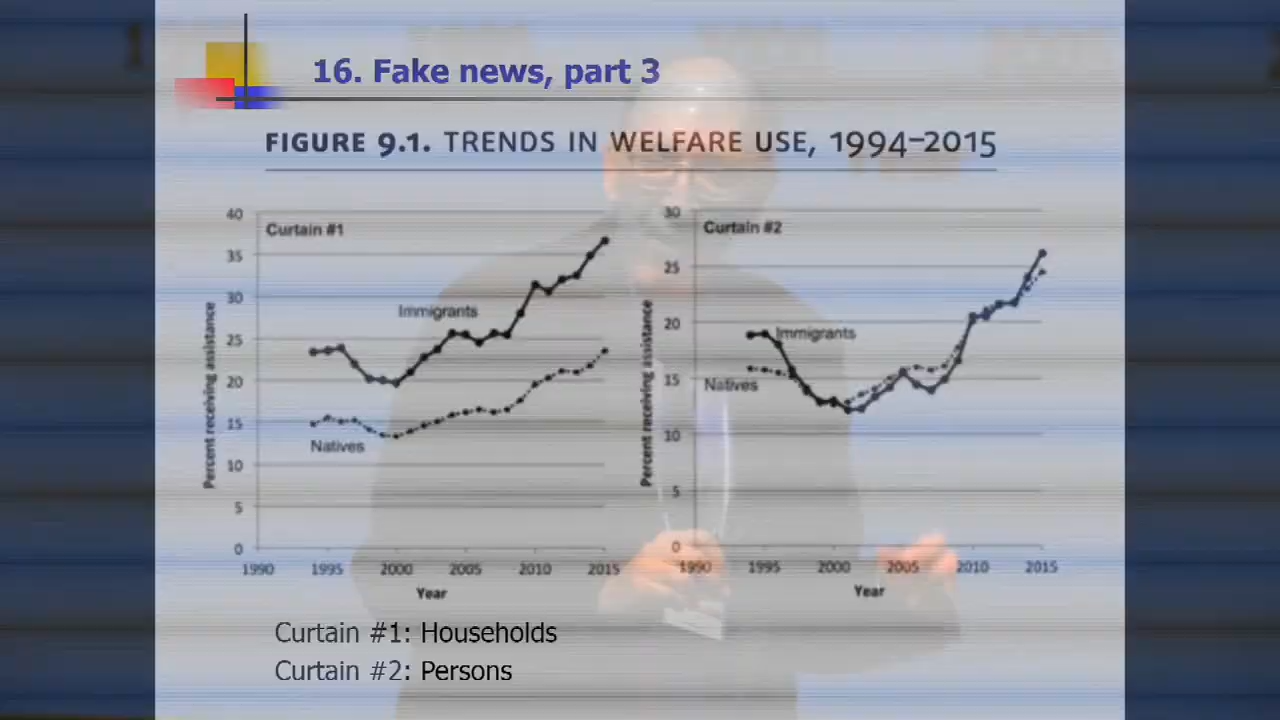 16. Fake news, part 3
FIGURE 9.1. TRENDS IN WELFARE USE, 1994–2015
Curtain #1
40
35
30
25
20
15
10
5
0
Percent receiving assistance
Immigrants
Natives
1990 1995 2000 2005 2010 2015
Year
Curtain #2
30
25
20
15
10
5
0
Percent receiving assistance
Immigrants
Natives
1990 1995 2000 2005 2010 2015
Year
Curtain #1: Households
Curtain #2: Persons